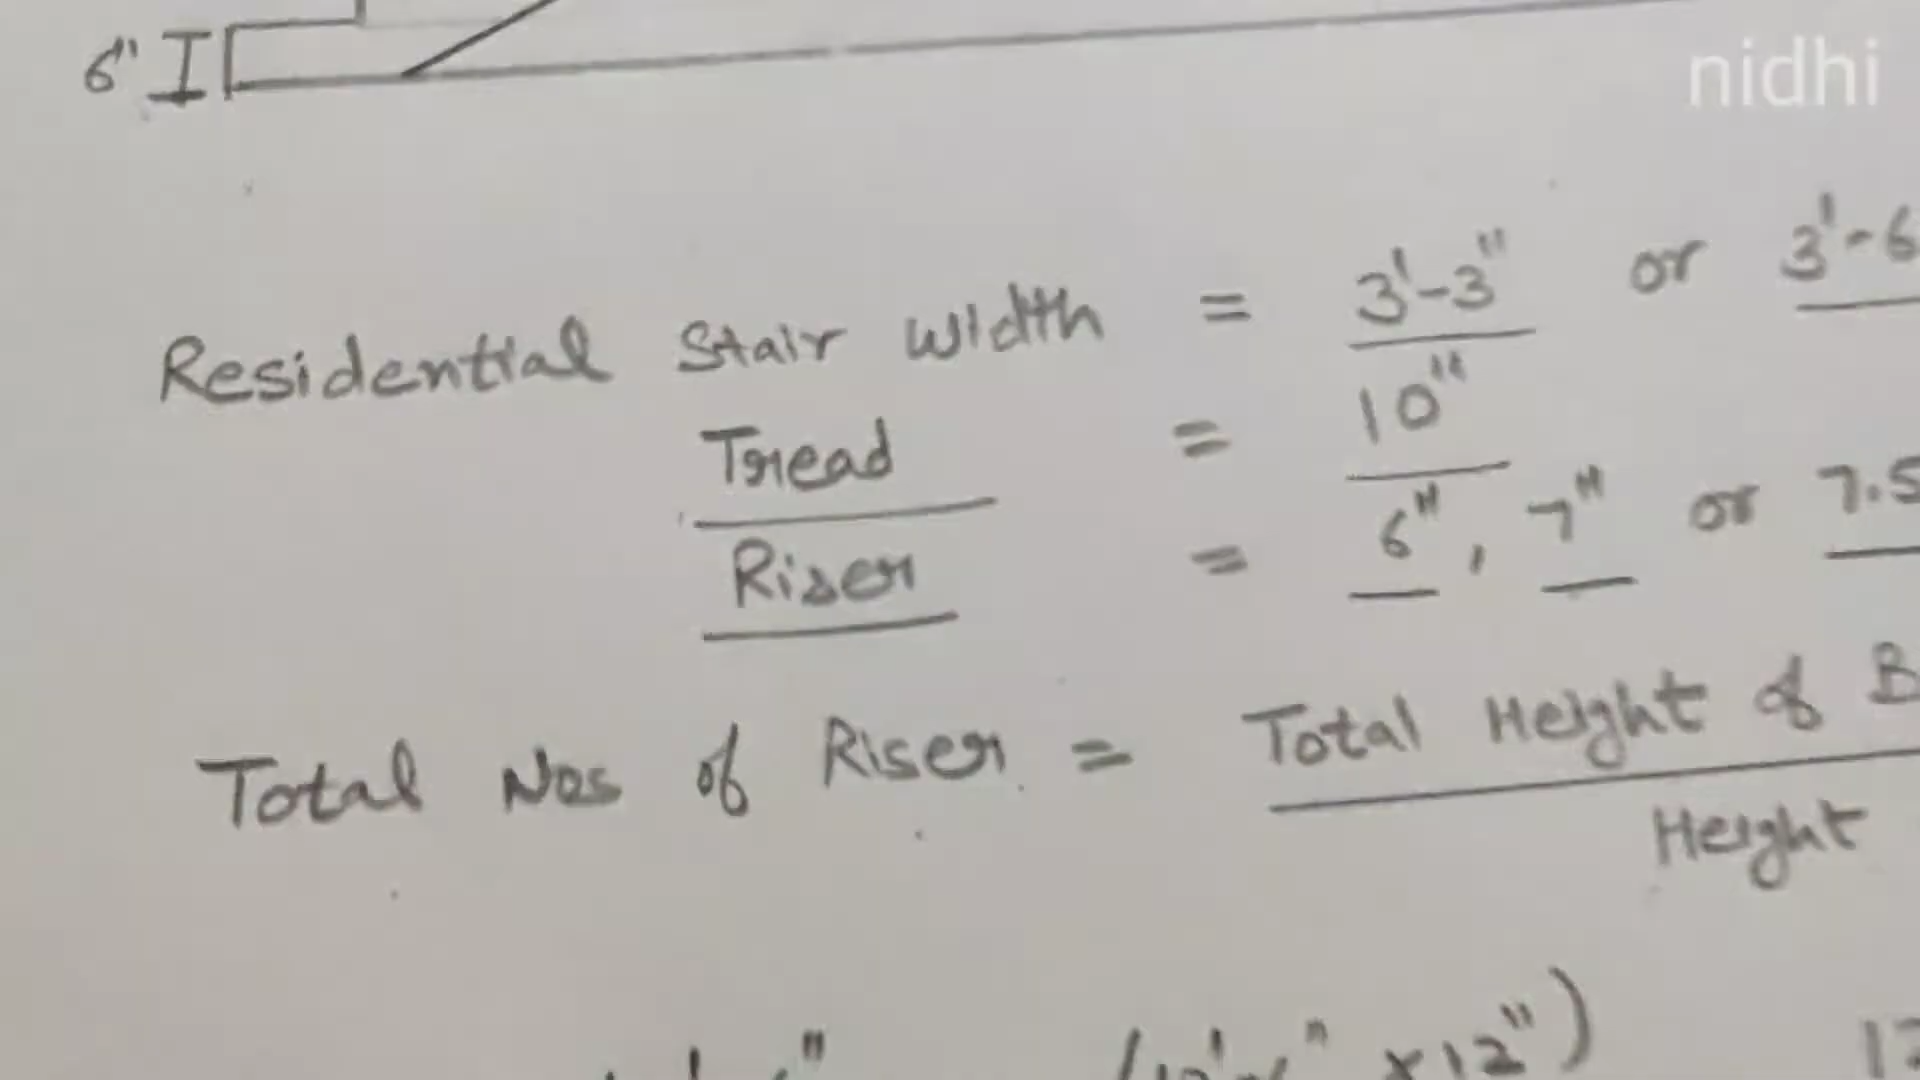 6"
nidhi
Residential Stair Width = 3'-3" or 3'-6
Tread = 10"
Riser = 6", 7" or 7.5
Total Nos of Riser = Total Height of B
Height
x12")